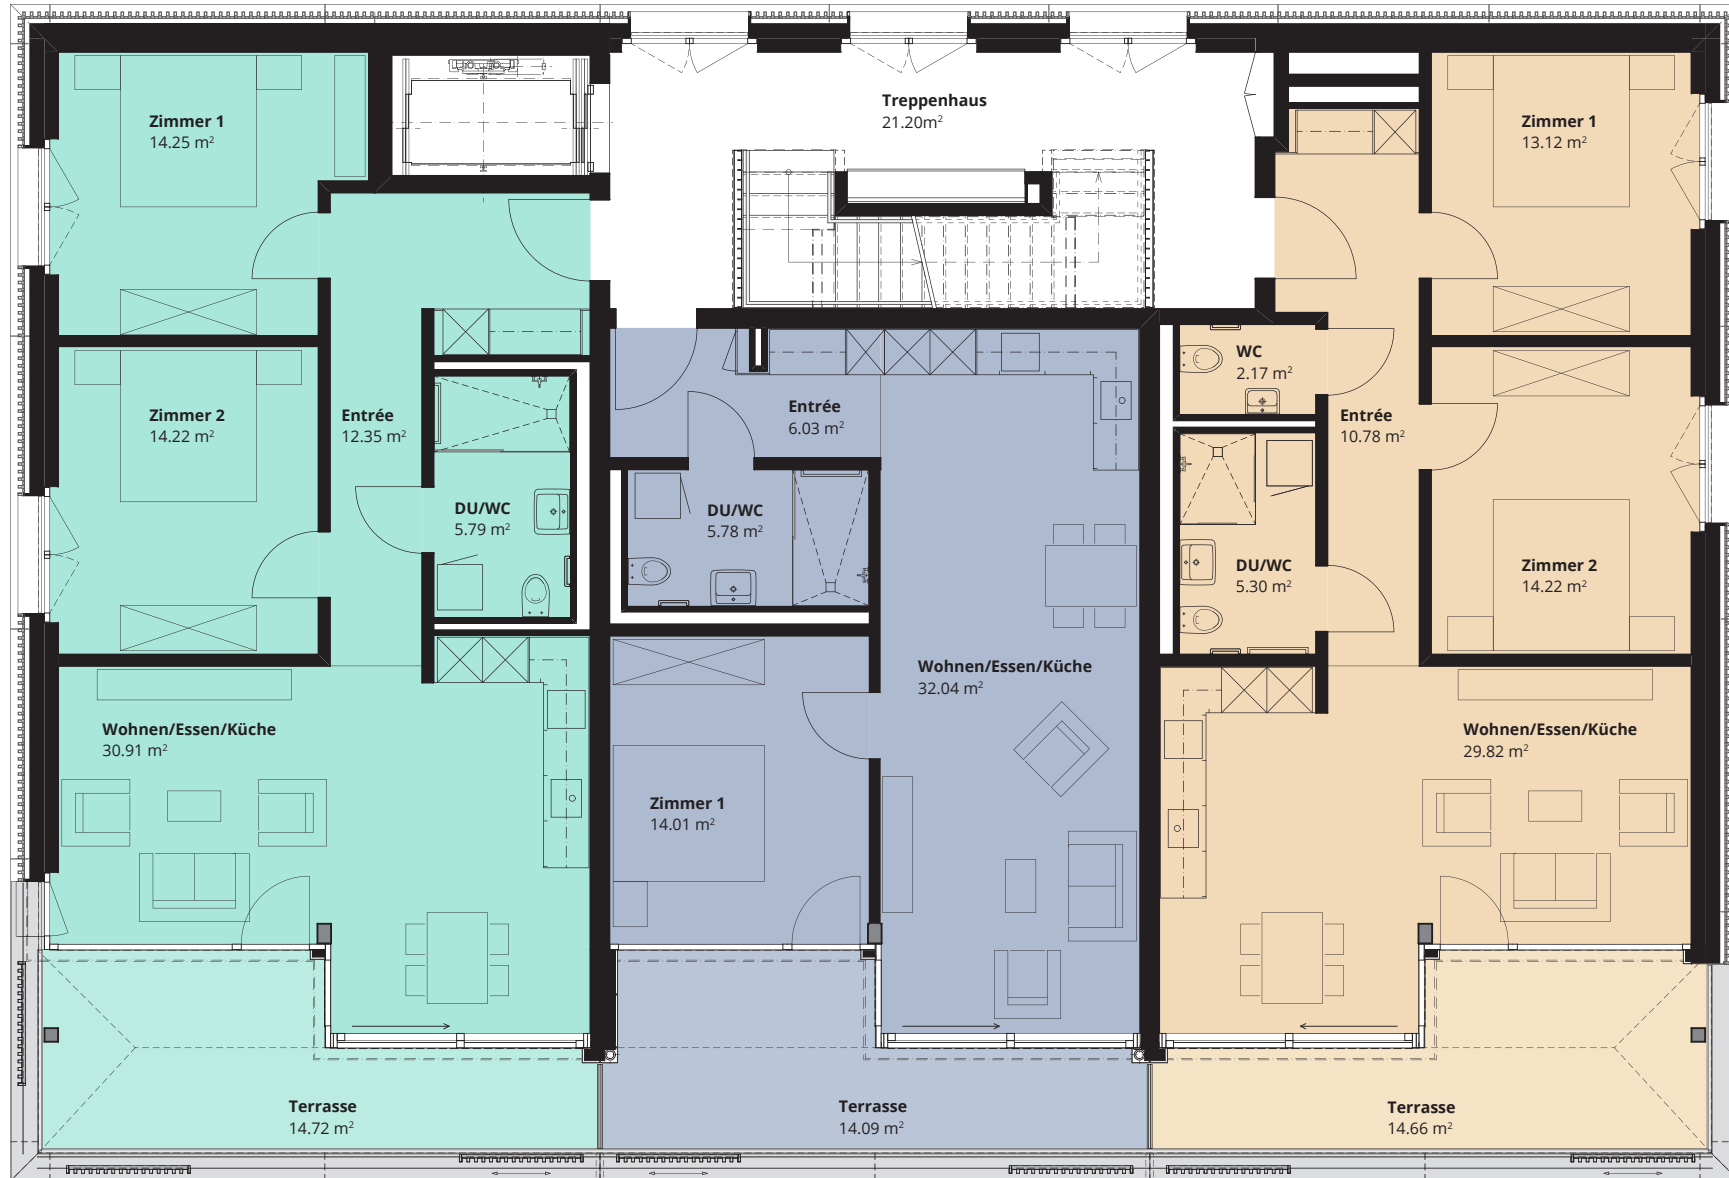 Treppenhaus
21.20m²
Zimmer 1
14.25 m²
Zimmer 1
13.12 m²
Zimmer 2
14.22 m²
Entrée
12.35 m²
DU/WC
5.79 m²
Wohnen/Essen/Küche
30.91 m²
Terrasse
14.72 m²
Entrée
6.03 m²
DU/WC
5.78 m²
Wohnen/Essen/Küche
32.04 m²
Zimmer 1
14.01 m²
Terrasse
14.09 m²
WC
2.17 m²
Entrée
10.78 m²
DU/WC
5.30 m²
Zimmer 2
14.22 m²
Wohnen/Essen/Küche
29.82 m²
Terrasse
14.66 m²